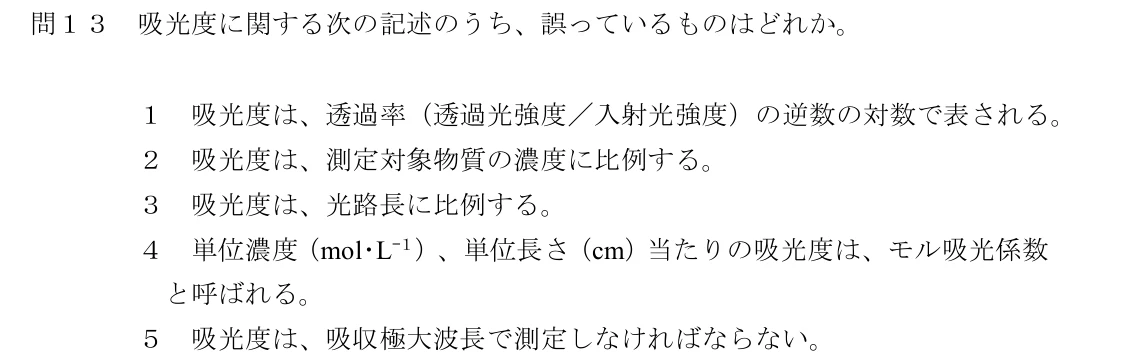 問１３　吸光度に関する次の記述のうち、誤っているものはどれか。
１　吸光度は、透過率（透過光強度／入射光強度）の逆数の対数で表される。
２　吸光度は、測定対象物質の濃度に比例する。
３　吸光度は、光路長に比例する。
４　単位濃度（mol･L⁻¹）、単位長さ（cm）当たりの吸光度は、モル吸光係数
と呼ばれる。
５　吸光度は、吸収極大波長で測定しなければならない。